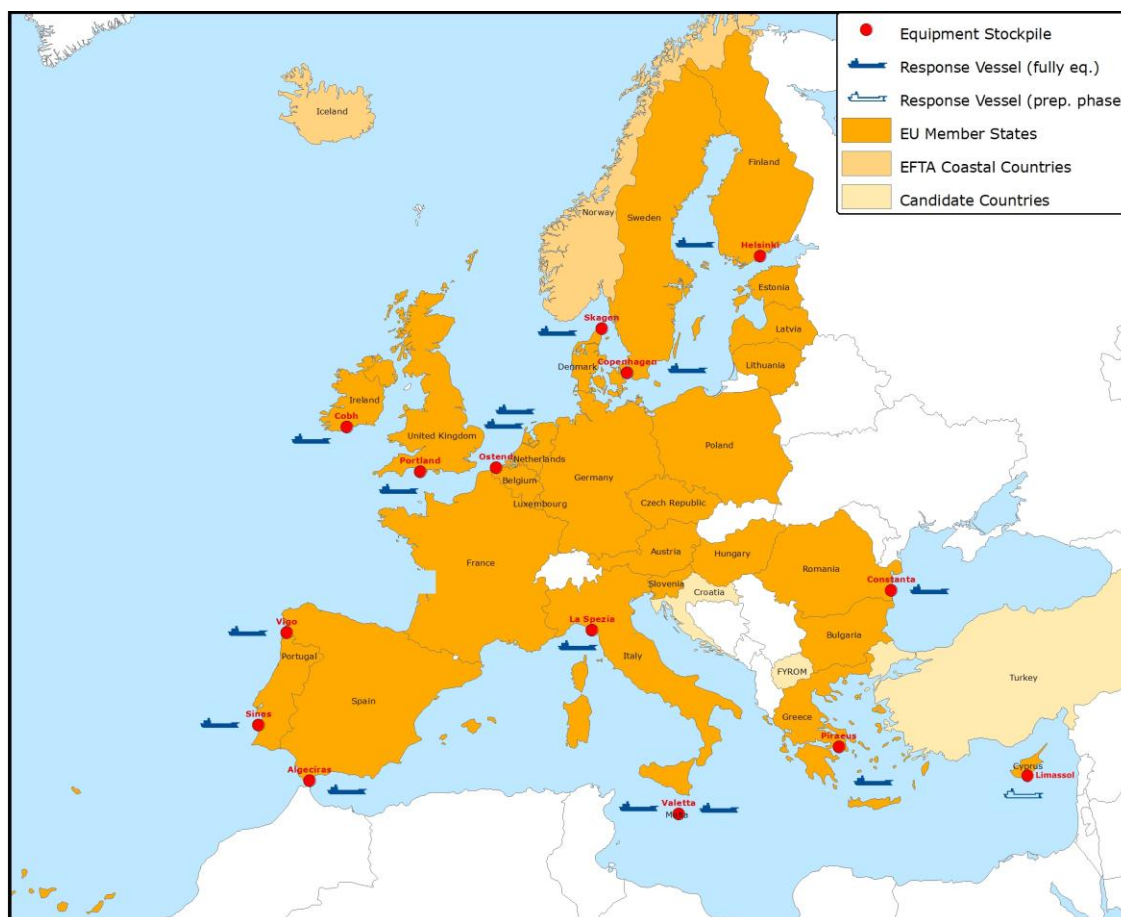 Equipment Stockpile
Response Vessel (fully eq.)
Response Vessel (prep. phase
EU Member States
EFTA Coastal Countries
Candidate Countries
Iceland
Finland
Norway
Sweden
Helsinki
Estonia
Skagen
Latvia
Copenhagen
Denmark
Lithuania
Ireland
Cobh
United Kingdom
Poland
Portland
Ostend
Netherlands
Belgium
Germany
Luxembourg
Czech Republic
France
Austria
Hungary
Romania
Slovenia
Constanta
Croatia
Vigo
La Spezia
Bulgaria
Portugal
Italy
FYROM
Turkey
Spain
Sines
Greece
Piraeus
Algeciras
Cyprus
Limassol
Valetta
Malta